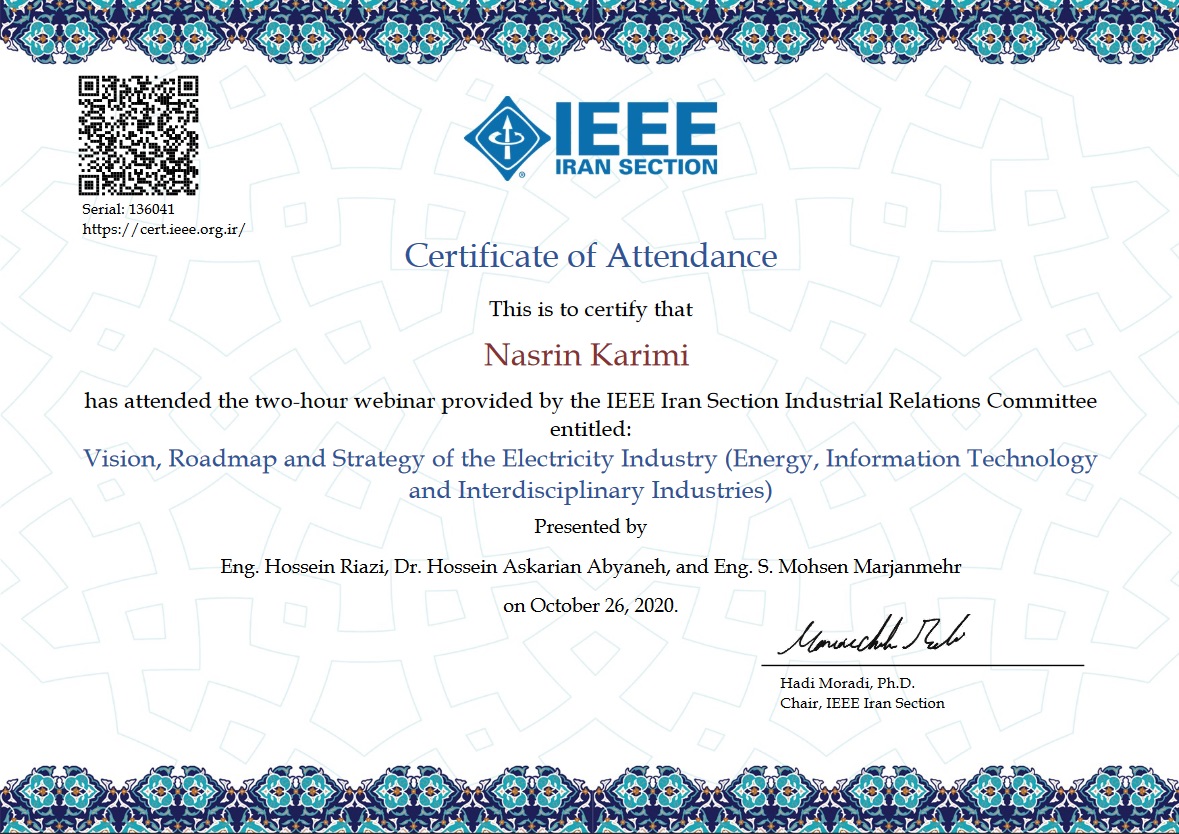 IEEE
IRAN SECTION
®
Serial: 136041
https://cert.ieee.org.ir/
Certificate of Attendance
This is to certify that
Nasrin Karimi
has attended the two-hour webinar provided by the IEEE Iran Section Industrial Relations Committee
entitled:
Vision, Roadmap and Strategy of the Electricity Industry (Energy, Information Technology
and Interdisciplinary Industries)
Presented by
Eng. Hossein Riazi, Dr. Hossein Askarian Abyaneh, and Eng. S. Mohsen Marjanmehr
on October 26, 2020.
Hadi Moradi, Ph.D.
Chair, IEEE Iran Section